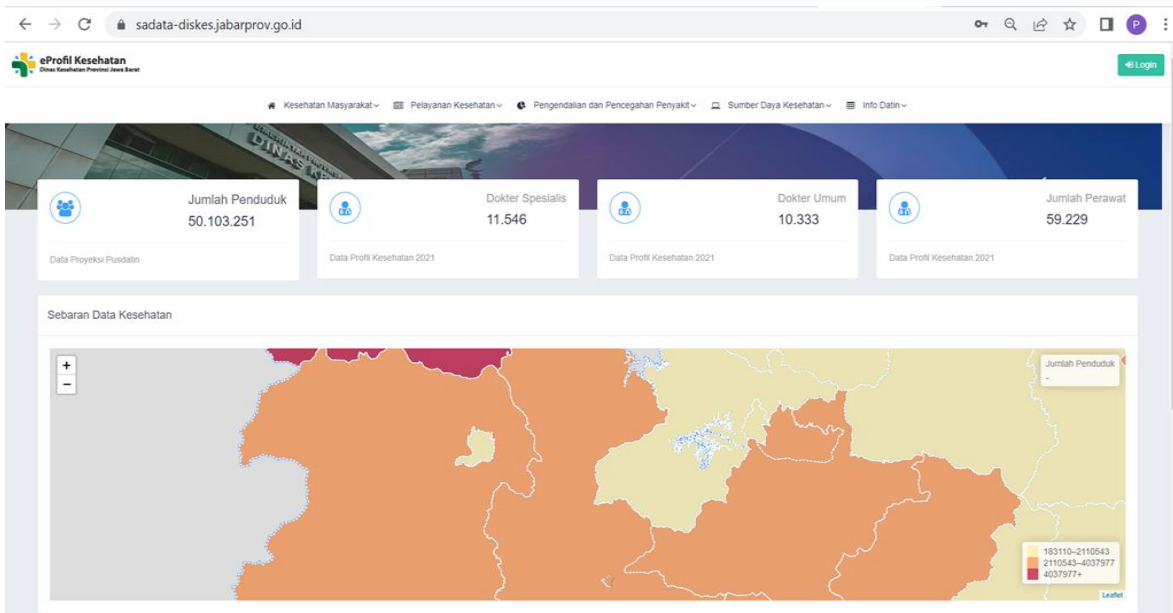 sadata-diskes.jabarprov.go.id
P
eProfil Kesehatan
Dinas Kesehatan Provinsi Jawa Barat
Login
Kesehatan Masyarakat
Pelayanan Kesehatan
Pengendalian dan Pencegahan Penyakit
Sumber Daya Kesehatan
Info Datin
DINAS KE
Jumlah Penduduk
50.103.251
Data Proyeksi Pusdatin
Dokter Spesialis
11.546
Data Profil Kesehatan 2021
Dokter Umum
10.333
Data Profil Kesehatan 2021
Jumlah Perawat
59.229
Data Profil Kesehatan 2021
Sebaran Data Kesehatan
+
−
Jumlah Penduduk
-
183110–2110543
2110543–4037977
4037977+
Leaflet